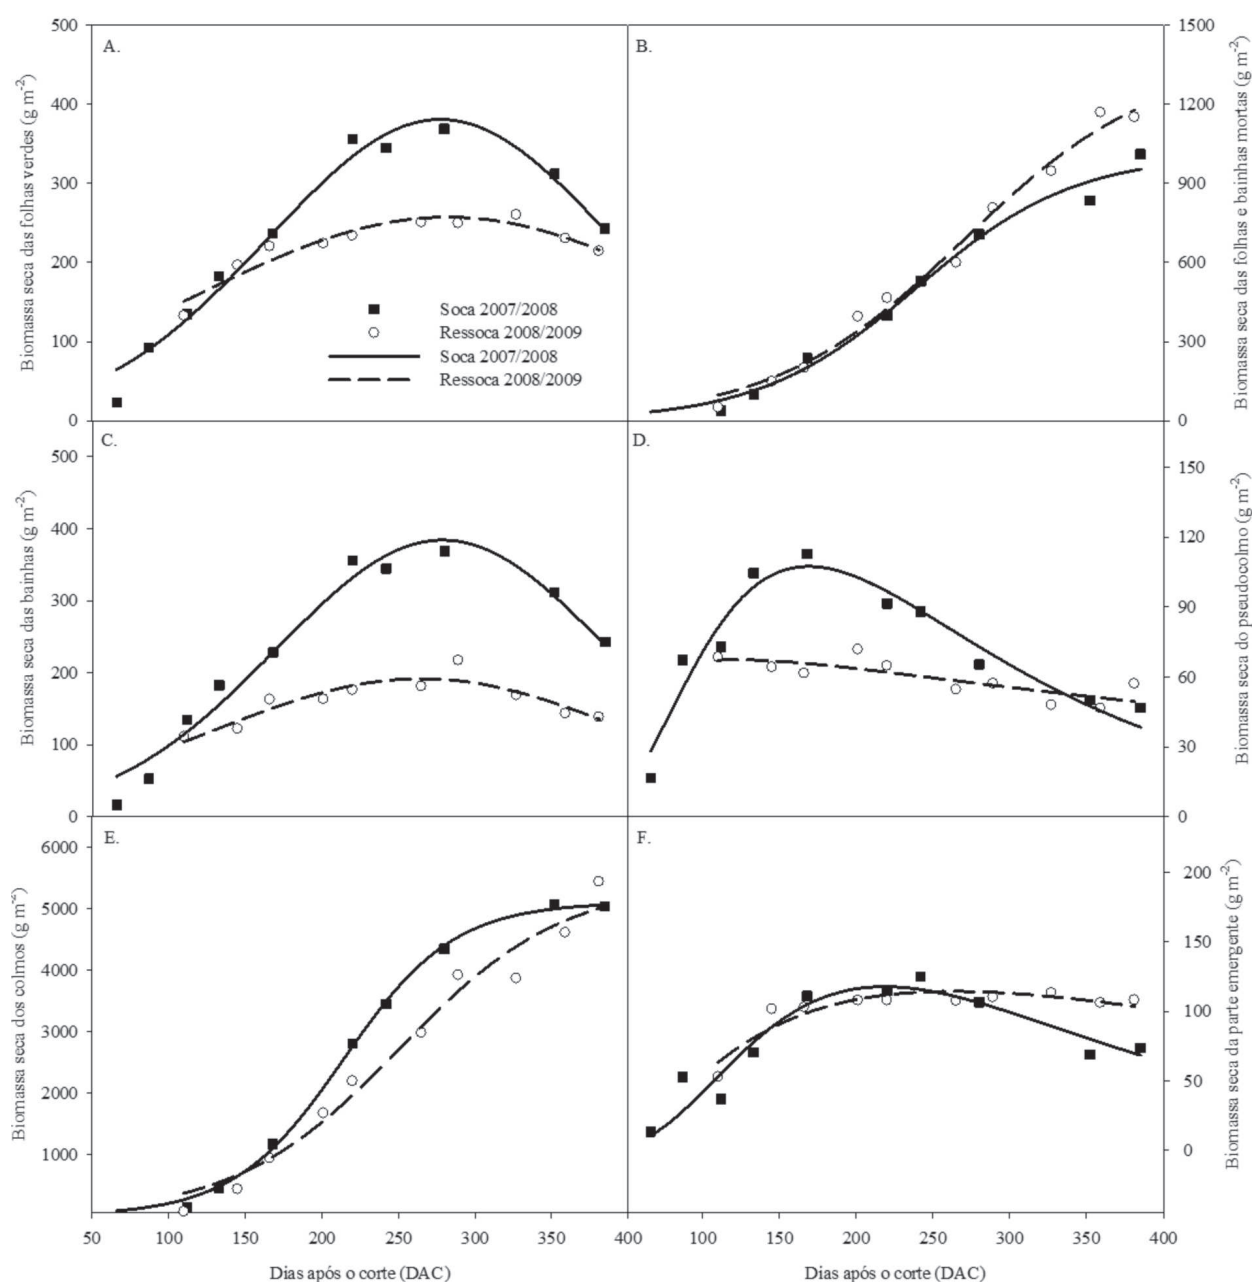 A.
B.
500
400
300
200
100
0
Biomassa seca das folhas verdes (g m-2)
Soca 2007/2008
Ressoca 2008/2009
Soca 2007/2008
Ressoca 2008/2009
1500
1200
900
600
300
0
Biomassa seca das folhas e bainhas mortas (g m-2)
C.
D.
500
400
300
200
100
0
Biomassa seca das bainhas (g m-2)
150
120
90
60
30
0
Biomassa seca do pseudocolmo (g m-2)
E.
F.
6000
5000
4000
3000
2000
1000
Biomassa seca dos colmos (g m-2)
200
150
100
50
0
Biomassa seca da parte emergente (g m-2)
50 100 150 200 250 300 350 400 100 150 200 250 300 350 400
Dias após o corte (DAC)
Dias após o corte (DAC)